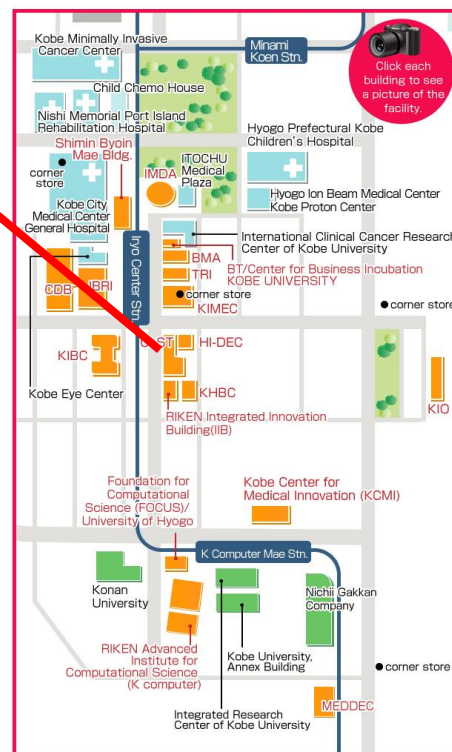 Minami
Koen Stn.
Click each
building to see
a picture of the
facility.
Kobe Minimally Invasive
Cancer Center
Child Chemo House
Nishi Memorial Port Island
Rehabilitation Hospital
Shimin Byoin
Mae Bldg.
Hyogo Prefectural Kobe
Children's Hospital
corner
store
IMDA
ITOCHU
Medical
Plaza
Kobe City
Medical Center
General Hospital
Hyogo Ion Beam Medical Center
Kobe Proton Center
Iryo Center Stn.
International Clinical Cancer Research
Center of Kobe University
BMA
BT/Center for Business Incubation
KOBE UNIVERSITY
TRI
CDB
IBRI
corner store
KIMEC
corner store
HI-DEC
KIBC
Kobe Eye Center
KHBC
KIO
RIKEN Integrated Innovation
Building(IIB)
Foundation for
Computational
Science (FOCUS)/
University of Hyogo
Kobe Center for
Medical Innovation (KCMI)
K Computer Mae Stn.
Konan
University
Nichii Gakkan
Company
RIKEN Advanced
Institute for
Computational Science
(K computer)
Kobe University,
Annex Building
corner store
Integrated Research
Center of Kobe University
MEDDEC